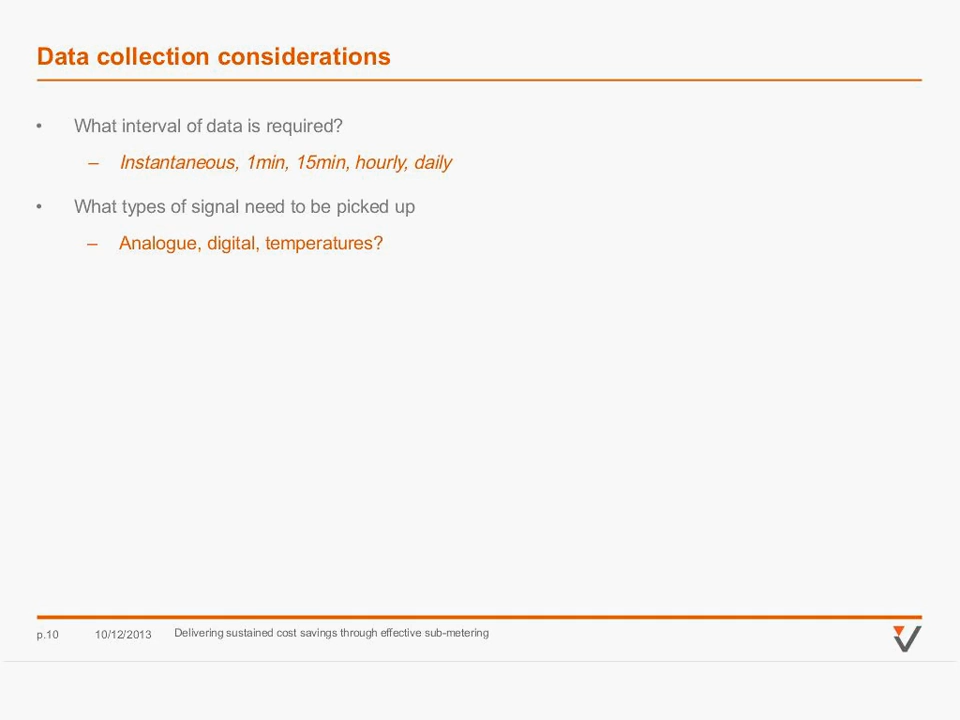 Data collection considerations
• What interval of data is required?
– Instantaneous, 1min, 15min, hourly, daily
• What types of signal need to be picked up
– Analogue, digital, temperatures?
p.10 10/12/2013 Delivering sustained cost savings through effective sub-metering